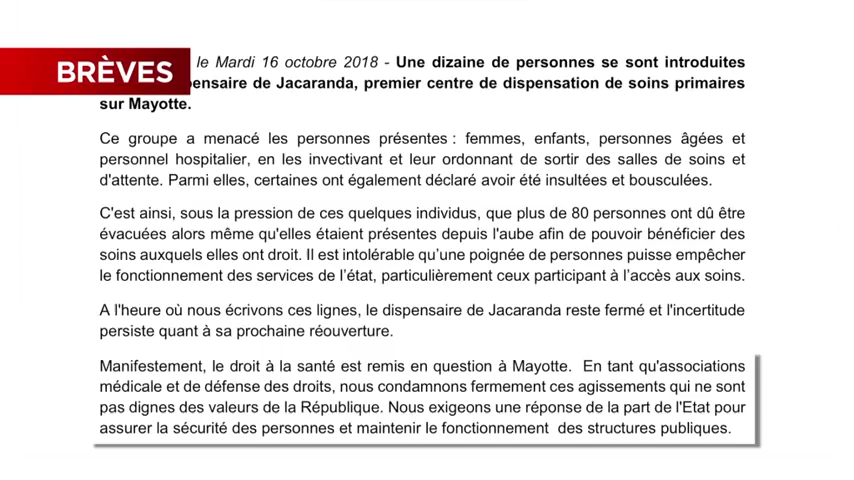 BRÈVES
le Mardi 16 octobre 2018 - Une dizaine de personnes se sont introduites
de Jacaranda, premier centre de dispensation de soins primaires
sur Mayotte.
Ce groupe a menacé les personnes présentes : femmes, enfants, personnes âgées et
personnel hospitalier, en les invectivant et leur ordonnant de sortir des salles de soins et
d'attente. Parmi elles, certaines ont également déclaré avoir été insultées et bousculées.
C'est ainsi, sous la pression de ces quelques individus, que plus de 80 personnes ont dû être
évacuées alors même qu'elles étaient présentes depuis l'aube afin de pouvoir bénéficier des
soins auxquels elles ont droit. Il est intolérable qu’une poignée de personnes puisse empêcher
le fonctionnement des services de l’état, particulièrement ceux participant à l’accès aux soins.
A l'heure où nous écrivons ces lignes, le dispensaire de Jacaranda reste fermé et l'incertitude
persiste quant à sa prochaine réouverture.
Manifestement, le droit à la santé est remis en question à Mayotte. En tant qu'associations
médicale et de défense des droits, nous condamnons fermement ces agissements qui ne sont
pas dignes des valeurs de la République. Nous exigeons une réponse de la part de l'Etat pour
assurer la sécurité des personnes et maintenir le fonctionnement des structures publiques.